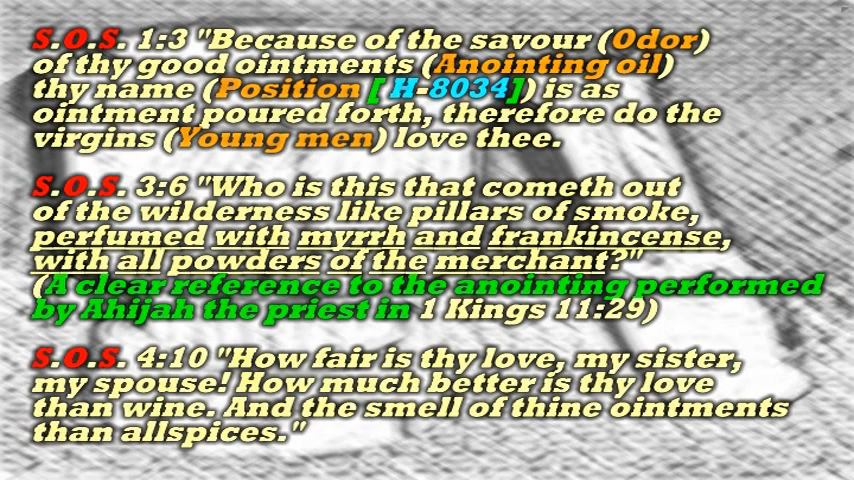 S.O.S. 1:3 "Because of the savour (Odor)
of thy good ointments (Anointing oil)
thy name (Position [ H-8034]) is as
ointment poured forth, therefore do the
virgins (Young men) love thee.
S.O.S. 3:6 "Who is this that cometh out
of the wilderness like pillars of smoke,
perfumed with myrrh and frankincense,
with all powders of the merchant?"
(A clear reference to the anointing performed
by Ahijah the priest in 1 Kings 11:29)
S.O.S. 4:10 "How fair is thy love, my sister,
my spouse! How much better is thy love
than wine. And the smell of thine ointments
than allspices."